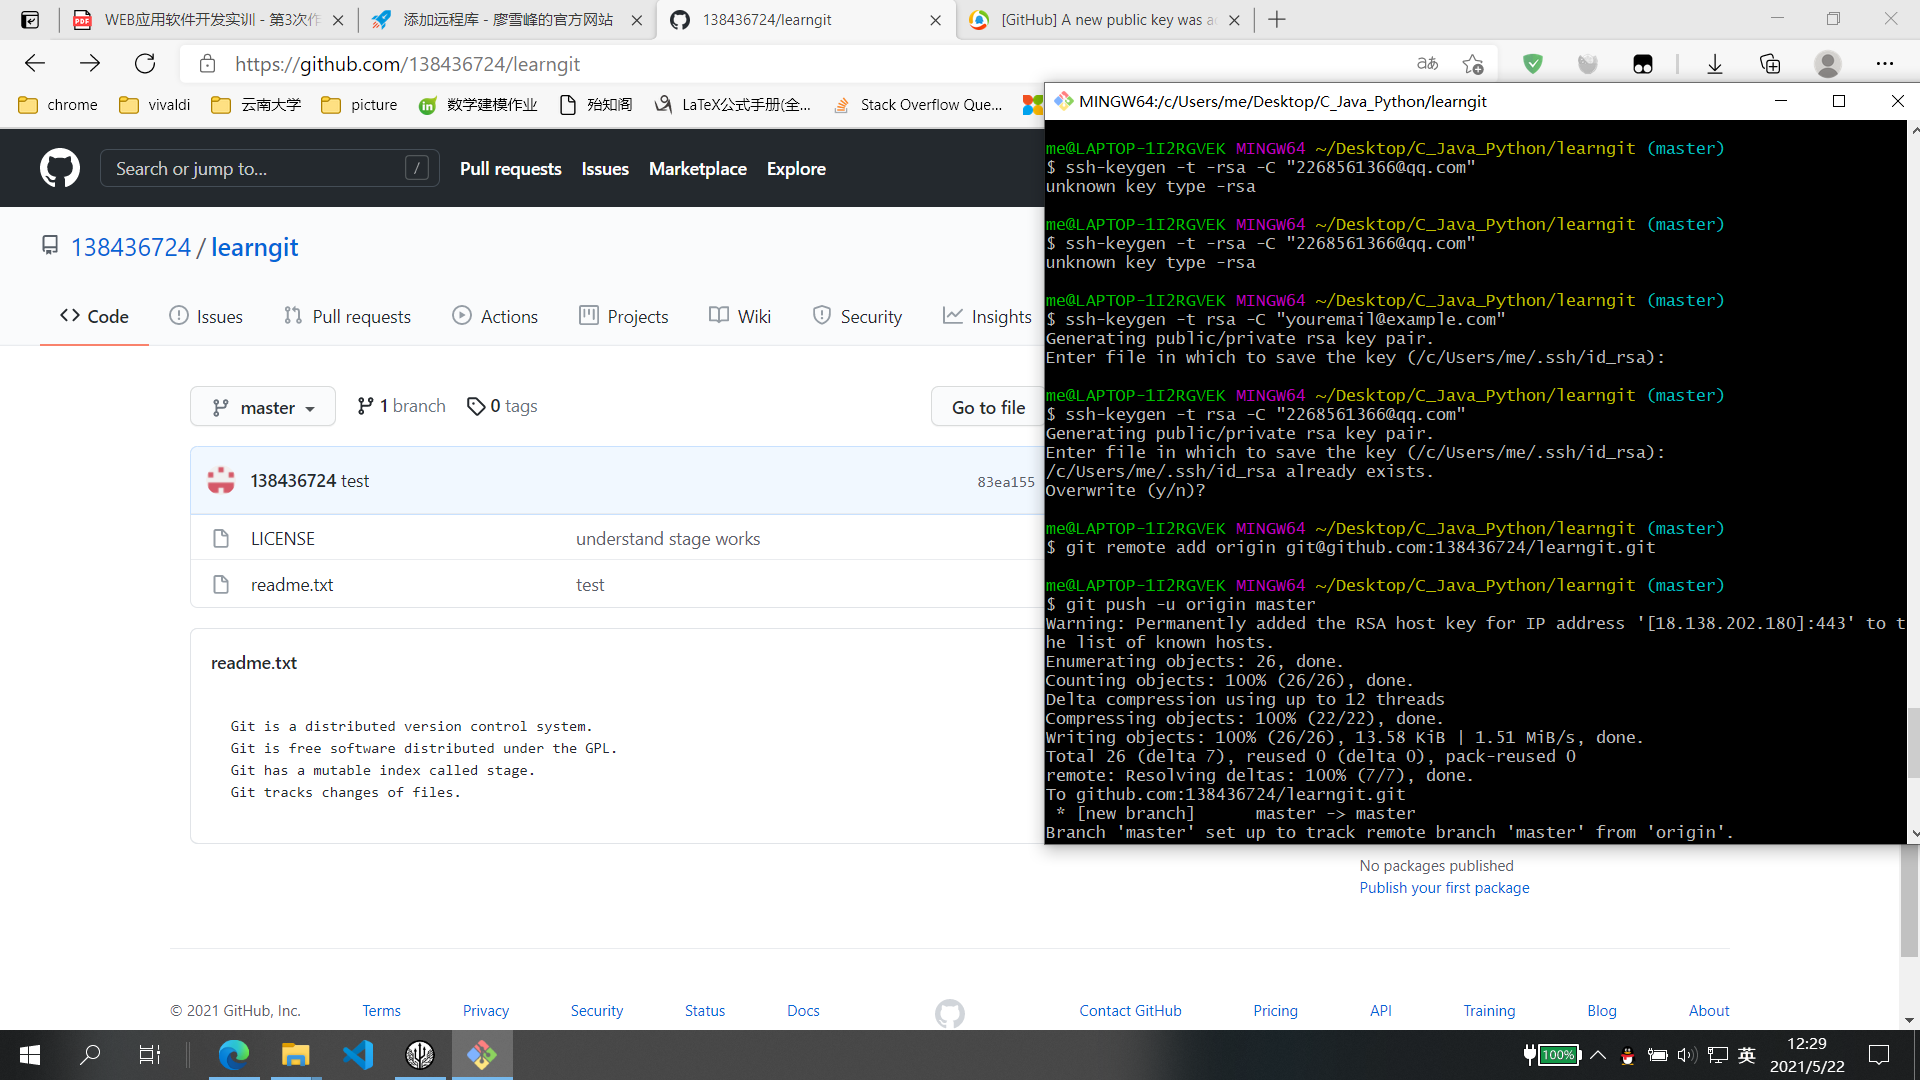 WEB应用软件开发实训 - 第3次作
添加远程库 - 廖雪峰的官方网站
138436724/learngit
[GitHub] A new public key was a
https://github.com/138436724/learngit
chrome
vivaldi
云南大学
picture
数学建模作业
殆知阁
LaTeX公式手册(全...
Stack Overflow Que...
Search or jump to...
/
Pull requests
Issues
Marketplace
Explore
138436724 / learngit
Code
Issues
Pull requests
Actions
Projects
Wiki
Security
Insights
master
1 branch
0 tags
Go to file
138436724 test
83ea155
LICENSE
understand stage works
readme.txt
test
readme.txt
Git is a distributed version control system.
Git is free software distributed under the GPL.
Git has a mutable index called stage.
Git tracks changes of files.
MINGW64:/c/Users/me/Desktop/C_Java_Python/learngit
me@LAPTOP-1I2RGVEK MINGW64 ~/Desktop/C_Java_Python/learngit (master)
$ ssh-keygen -t -rsa -C "2268561366@qq.com"
unknown key type -rsa
me@LAPTOP-1I2RGVEK MINGW64 ~/Desktop/C_Java_Python/learngit (master)
$ ssh-keygen -t -rsa -C "2268561366@qq.com"
unknown key type -rsa
me@LAPTOP-1I2RGVEK MINGW64 ~/Desktop/C_Java_Python/learngit (master)
$ ssh-keygen -t rsa -C "youremail@example.com"
Generating public/private rsa key pair.
Enter file in which to save the key (/c/Users/me/.ssh/id_rsa):
me@LAPTOP-1I2RGVEK MINGW64 ~/Desktop/C_Java_Python/learngit (master)
$ ssh-keygen -t rsa -C "2268561366@qq.com"
Generating public/private rsa key pair.
Enter file in which to save the key (/c/Users/me/.ssh/id_rsa):
/c/Users/me/.ssh/id_rsa already exists.
Overwrite (y/n)?
me@LAPTOP-1I2RGVEK MINGW64 ~/Desktop/C_Java_Python/learngit (master)
$ git remote add origin git@github.com:138436724/learngit.git
me@LAPTOP-1I2RGVEK MINGW64 ~/Desktop/C_Java_Python/learngit (master)
$ git push -u origin master
Warning: Permanently added the RSA host key for IP address '[18.138.202.180]:443' to t
he list of known hosts.
Enumerating objects: 26, done.
Counting objects: 100% (26/26), done.
Delta compression using up to 12 threads
Compressing objects: 100% (22/22), done.
Writing objects: 100% (26/26), 13.58 KiB | 1.51 MiB/s, done.
Total 26 (delta 7), reused 0 (delta 0), pack-reused 0
remote: Resolving deltas: 100% (7/7), done.
To github.com:138436724/learngit.git
 * [new branch]      master -> master
Branch 'master' set up to track remote branch 'master' from 'origin'.
No packages published
Publish your first package
© 2021 GitHub, Inc.
Terms
Privacy
Security
Status
Docs
Contact GitHub
Pricing
API
Training
Blog
About
100%
英
12:29
2021/5/22